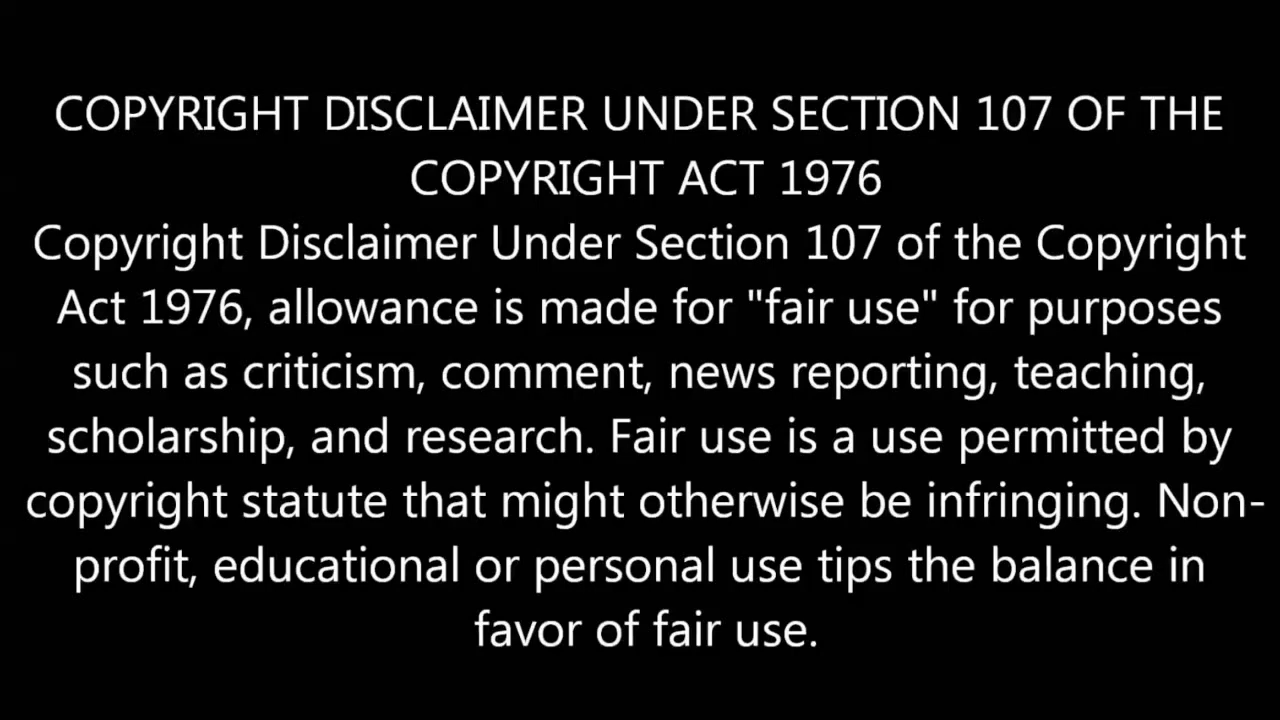 COPYRIGHT DISCLAIMER UNDER SECTION 107 OF THE
COPYRIGHT ACT 1976
Copyright Disclaimer Under Section 107 of the Copyright
Act 1976, allowance is made for "fair use" for purposes
such as criticism, comment, news reporting, teaching,
scholarship, and research. Fair use is a use permitted by
copyright statute that might otherwise be infringing. Non-
profit, educational or personal use tips the balance in
favor of fair use.